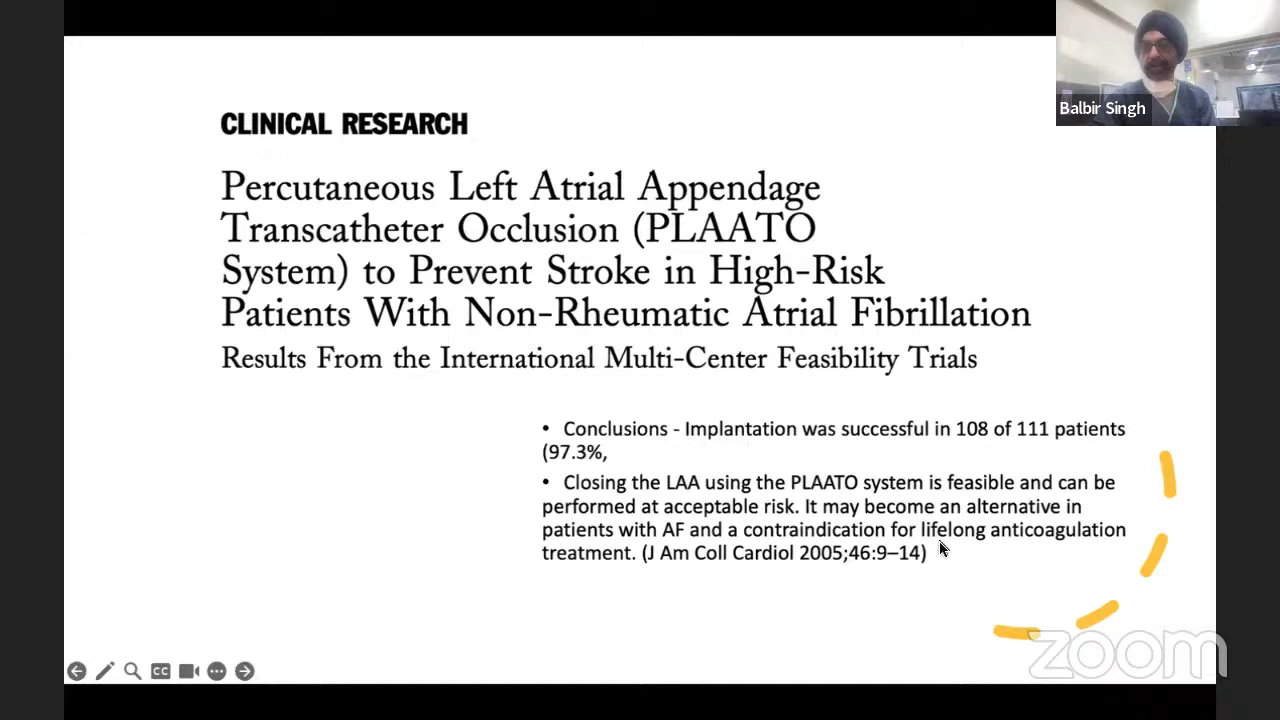 Balbir Singh
CLINICAL RESEARCH
Percutaneous Left Atrial Appendage
Transcatheter Occlusion (PLAATO
System) to Prevent Stroke in High-Risk
Patients With Non-Rheumatic Atrial Fibrillation
Results From the International Multi-Center Feasibility Trials
• Conclusions - Implantation was successful in 108 of 111 patients
(97.3%,
• Closing the LAA using the PLAATO system is feasible and can be
performed at acceptable risk. It may become an alternative in
patients with AF and a contraindication for lifelong anticoagulation
treatment. (J Am Coll Cardiol 2005;46:9–14)
CC
zoom